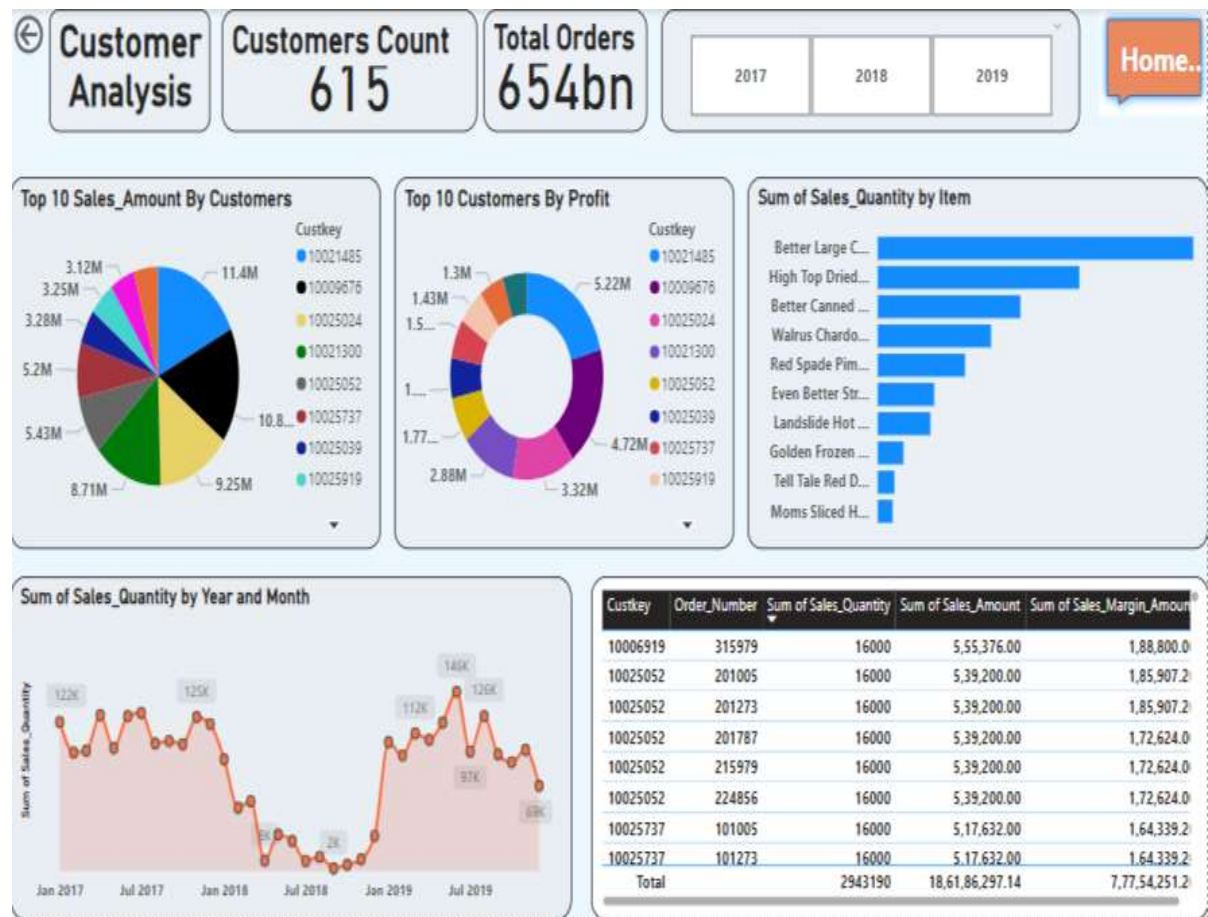 Customer
Analysis
Customers Count
615
Total Orders
654bn
2017
2018
2019
Home..
Top 10 Sales_Amount By Customers
Custkey
10021485
10009676
10025024
10021300
10025052
10025737
10025039
10025919
11.4M
10.8...
9.25M
8.71M
5.43M
5.2M
3.28M
3.25M
3.12M
Top 10 Customers By Profit
Custkey
10021485
10009676
10025024
10021300
10025052
10025039
10025737
10025919
5.22M
4.72M
3.32M
2.88M
1.77...
1....
1.5...
1.43M
1.3M
Sum of Sales_Quantity by Item
Better Large C...
High Top Dried...
Better Canned ...
Walrus Chardo...
Red Spade Pim...
Even Better Str...
Landslide Hot ...
Golden Frozen ...
Tell Tale Red D...
Moms Sliced H...
Sum of Sales_Quantity by Year and Month
Sum of Sales_Quantity
122K
125K
2K
112K
146K
97K
126K
Jan 2017
Jul 2017
Jan 2018
Jul 2018
Jan 2019
Jul 2019
Custkey Order_Number Sum of Sales_Quantity Sum of Sales_Amount Sum of Sales_Margin_Amoun
10006919 315979 16000 5,55,376.00 1,88,800.0
10025052 201005 16000 5,39,200.00 1,85,907.2
10025052 201273 16000 5,39,200.00 1,85,907.2
10025052 201787 16000 5,39,200.00 1,72,624.0
10025052 215979 16000 5,39,200.00 1,72,624.0
10025052 224856 16000 5,39,200.00 1,72,624.0
10025737 101005 16000 5,17,632.00 1,64,339.2
10025737 101273 16000 5,17,632.00 1,64,339.2
Total 2943190 18,61,86,297.14 7,77,54,251.2